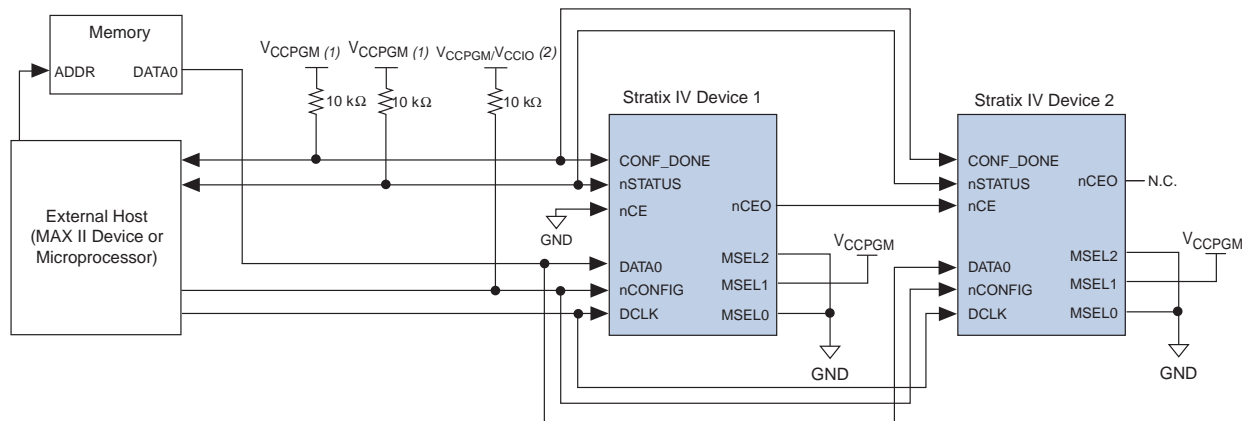 Memory
ADDR
DATA0
VCCPGM (1)
VCCPGM (1)
VCCPGM/VCCIO (2)
10 kΩ
10 kΩ
10 kΩ
External Host
(MAX II Device or
Microprocessor)
GND
Stratix IV Device 1
CONF_DONE
nSTATUS
nCE
DATA0
nCONFIG
DCLK
nCEO
MSEL2
MSEL1
MSEL0
VCCPGM
GND
Stratix IV Device 2
CONF_DONE
nSTATUS
nCE
DATA0
nCONFIG
DCLK
nCEO
N.C.
MSEL2
MSEL1
MSEL0
VCCPGM
GND